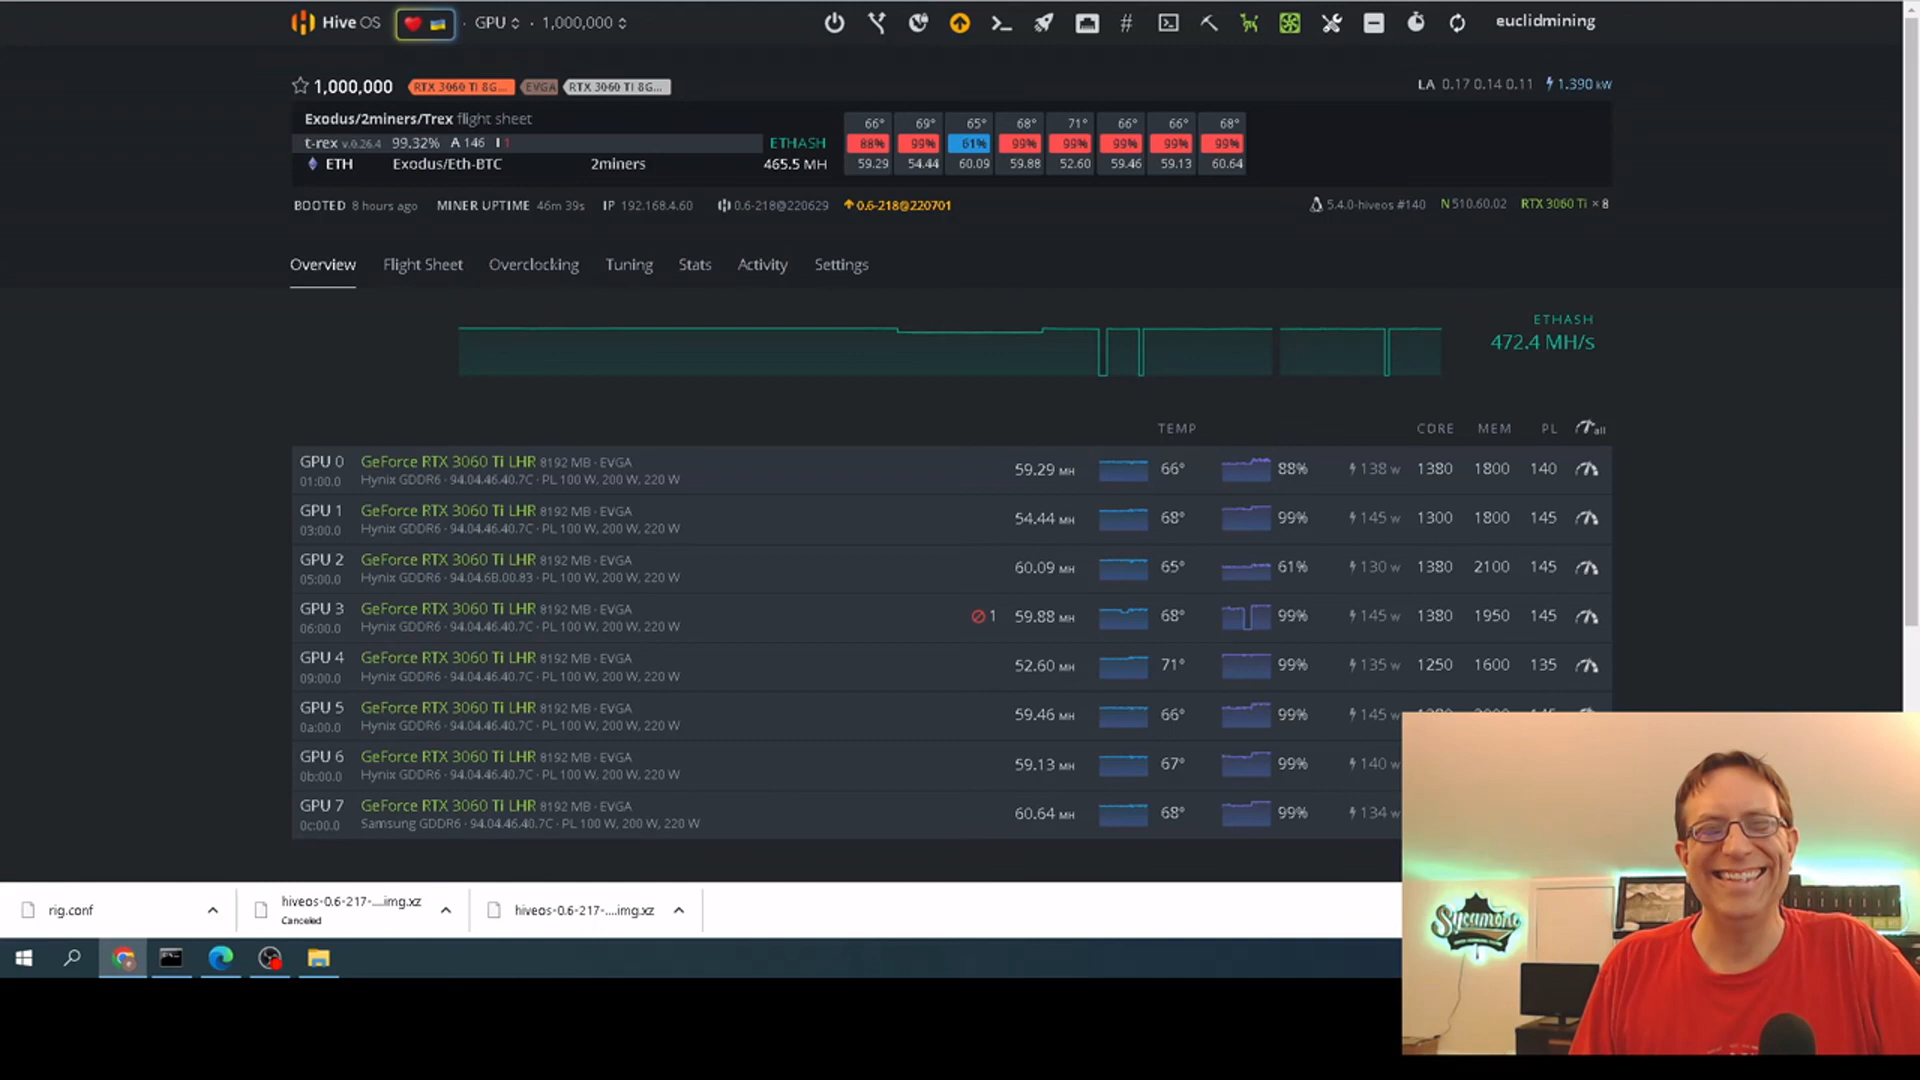 Hive OS GPU 1,000,000 # euclidmining
1,000,000 RTX 3060 TI 8G... EVGA RTX 3060 TI 8G... LA 0.17 0.14 0.11 1.390 kW
Exodus/2miners/Trex flight sheet
t-rex v.0.26.4 99.32% A 146 I 1 ETHASH
ETH Exodus/Eth-BTC 2miners 465.5 MH
66° 69° 65° 68° 71° 66° 66° 68°
88% 99% 61% 99% 99% 99% 99% 99%
59.29 54.44 60.09 59.88 52.60 59.46 59.13 60.64
BOOTED 8 hours ago MINER UPTIME 46m 39s IP 192.168.4.60 0.6-218@220629 0.6-218@220701 5.4.0-hiveos #140 N 510.60.02 RTX 3060 Ti × 8
Overview Flight Sheet Overclocking Tuning Stats Activity Settings
ETHASH
472.4 MH/s
TEMP CORE MEM PL all
GPU 0 GeForce RTX 3060 Ti LHR 8192 MB · EVGA 59.29 MH 66° 88% 138 W 1380 1800 140
01:00.0 Hynix GDDR6 · 94.04.46.40.7C · PL 100 W, 200 W, 220 W
GPU 1 GeForce RTX 3060 Ti LHR 8192 MB · EVGA 54.44 MH 68° 99% 145 W 1300 1800 145
03:00.0 Hynix GDDR6 · 94.04.46.40.7C · PL 100 W, 200 W, 220 W
GPU 2 GeForce RTX 3060 Ti LHR 8192 MB · EVGA 60.09 MH 65° 61% 130 W 1380 2100 145
05:00.0 Hynix GDDR6 · 94.04.6B.00.83 · PL 100 W, 200 W, 220 W
GPU 3 GeForce RTX 3060 Ti LHR 8192 MB · EVGA 1 59.88 MH 68° 99% 145 W 1380 1950 145
06:00.0 Hynix GDDR6 · 94.04.46.40.7C · PL 100 W, 200 W, 220 W
GPU 4 GeForce RTX 3060 Ti LHR 8192 MB · EVGA 52.60 MH 71° 99% 135 W 1250 1600 135
09:00.0 Hynix GDDR6 · 94.04.46.40.7C · PL 100 W, 200 W, 220 W
GPU 5 GeForce RTX 3060 Ti LHR 8192 MB · EVGA 59.46 MH 66° 99% 145 W
0a:00.0 Hynix GDDR6 · 94.04.46.40.7C · PL 100 W, 200 W, 220 W
GPU 6 GeForce RTX 3060 Ti LHR 8192 MB · EVGA 59.13 MH 67° 99% 140 W
0b:00.0 Hynix GDDR6 · 94.04.46.40.7C · PL 100 W, 200 W, 220 W
GPU 7 GeForce RTX 3060 Ti LHR 8192 MB · EVGA 60.64 MH 68° 99% 134 W
0c:00.0 Samsung GDDR6 · 94.04.46.40.7C · PL 100 W, 200 W, 220 W
rig.conf
hiveos-0.6-217-....img.xz
Canceled
hiveos-0.6-217-....img.xz
Sycamore